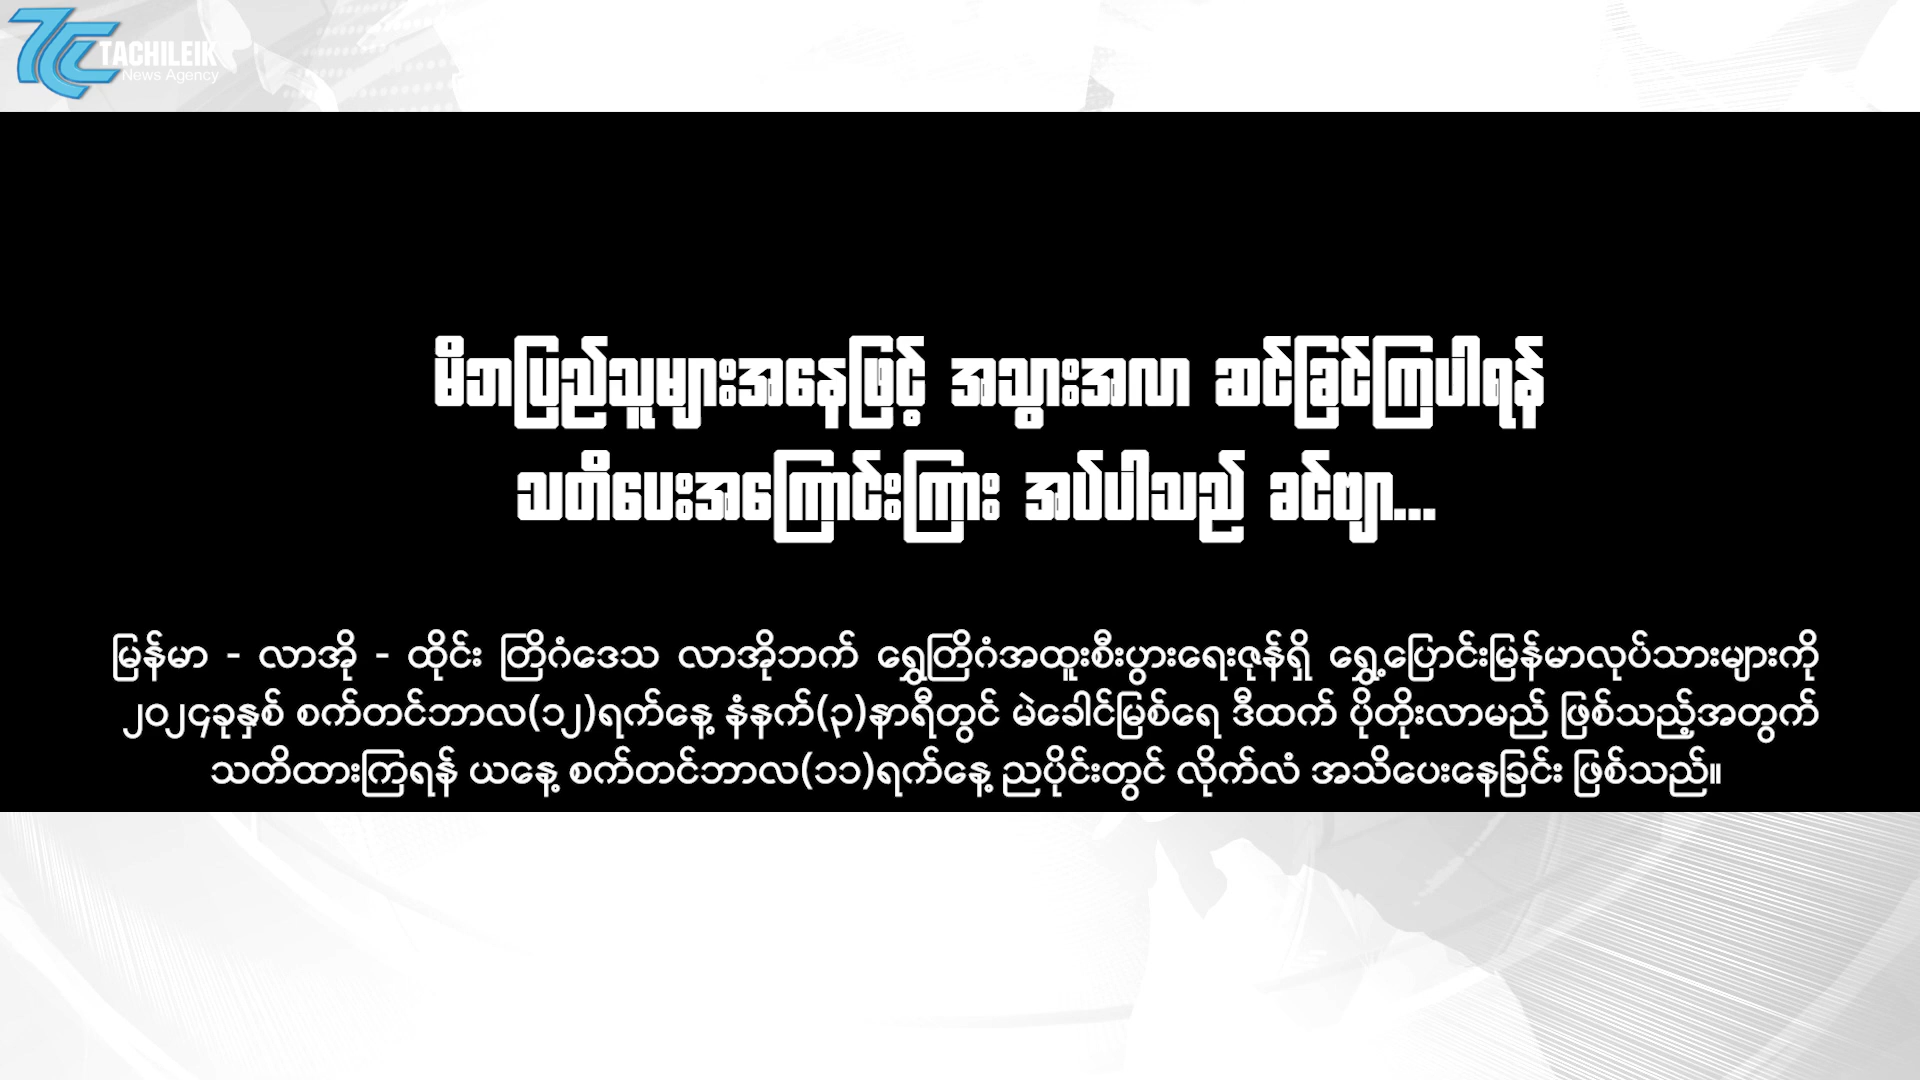 TACHILEIK
News Agency
မိဘပြည်သူများအနေဖြင့် အသွားအလာ ဆင်ခြင်ကြပါရန်
သတိပေးအကြောင်းကြား အပ်ပါသည် ခင်ဗျာ...
မြန်မာ - လာအို - ထိုင်း တြိဂံဒေသ လာအိုဘက် ရွှေတြိဂံအထူးစီးပွားရေးဇုန်ရှိ ရွှေ့ပြောင်းမြန်မာလုပ်သားများကို
၂၀၂၄ခုနှစ် စက်တင်ဘာလ(၁၂)ရက်နေ့ နံနက်(၃)နာရီတွင် မဲခေါင်မြစ်ရေ ဒီထက် ပိုတိုးလာမည် ဖြစ်သည့်အတွက်
သတိထားကြရန် ယနေ့ စက်တင်ဘာလ(၁၁)ရက်နေ့ ညပိုင်းတွင် လိုက်လံ အသိပေးနေခြင်း ဖြစ်သည်။